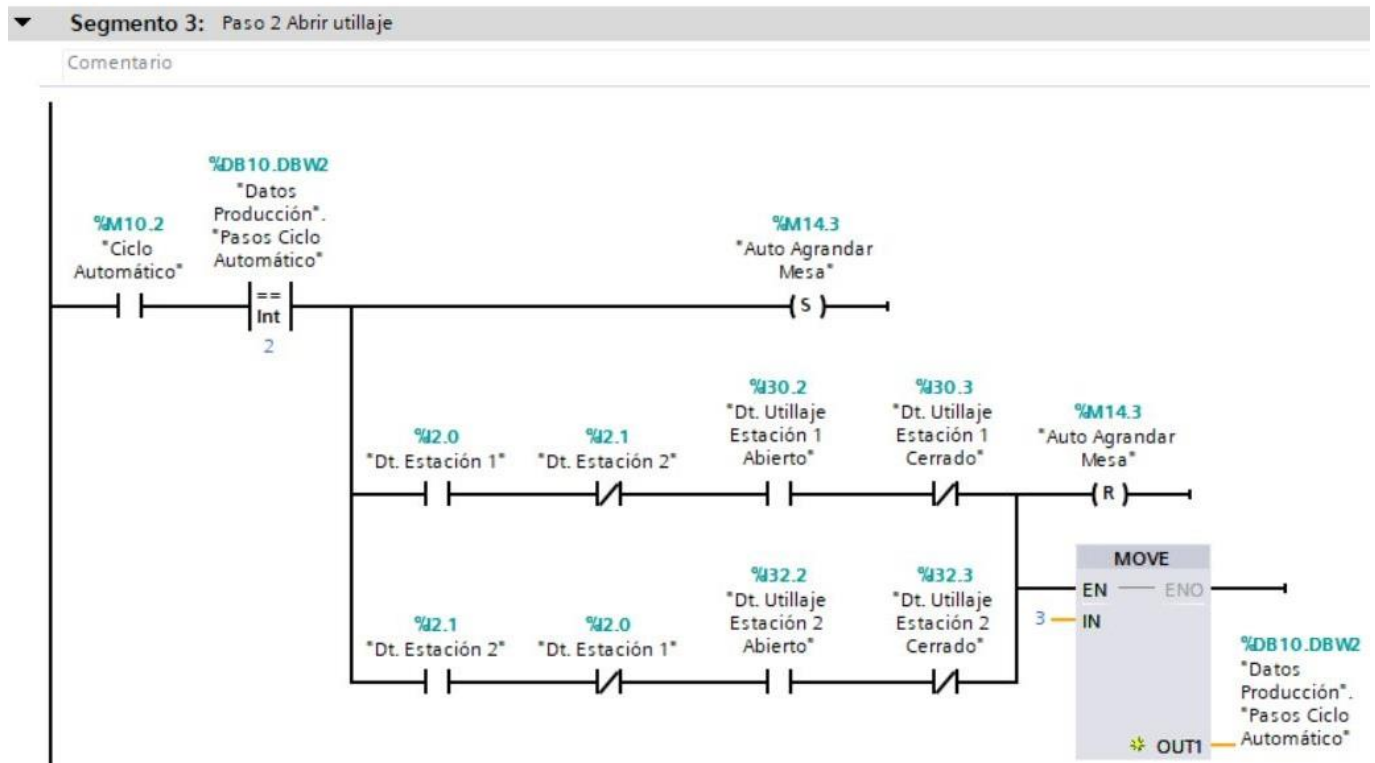 Segmento 3: Paso 2 Abrir utillaje
Comentario
%DB10.DBW2
"Datos
Producción".
"Pasos Ciclo
Automático"
%M10.2
"Ciclo
Automático"
==
Int
2
%M14.3
"Auto Agrandar
Mesa"
S
%I2.0
"Dt. Estación 1"
%I2.1
"Dt. Estación 2"
%I30.2
"Dt. Utillaje
Estación 1
Abierto"
%I30.3
"Dt. Utillaje
Estación 1
Cerrado"
%M14.3
"Auto Agrandar
Mesa"
R
%I2.1
"Dt. Estación 2"
%I2.0
"Dt. Estación 1"
%I32.2
"Dt. Utillaje
Estación 2
Abierto"
%I32.3
"Dt. Utillaje
Estación 2
Cerrado"
MOVE
EN ENO
3 IN
OUT1
%DB10.DBW2
"Datos
Producción".
"Pasos Ciclo
Automático"